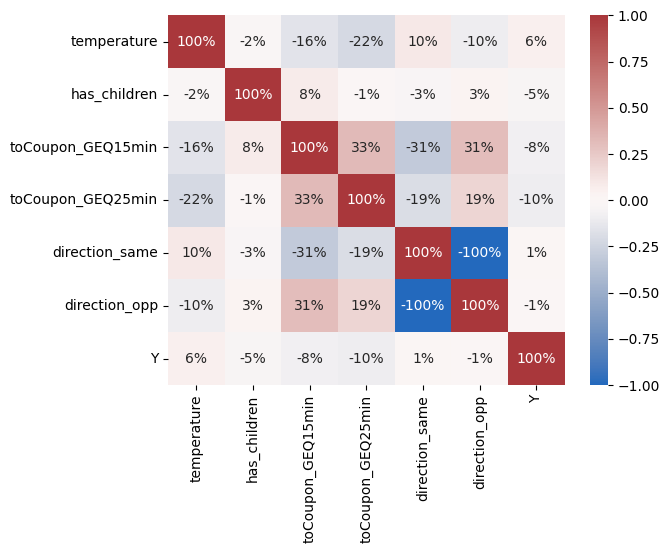 temperature 100% -2% -16% -22% 10% -10% 6%
has_children -2% 100% 8% -1% -3% 3% -5%
toCoupon_GEQ15min -16% 8% 100% 33% -31% 31% -8%
toCoupon_GEQ25min -22% -1% 33% 100% -19% 19% -10%
direction_same 10% -3% -31% -19% 100% -100% 1%
direction_opp -10% 3% 31% 19% -100% 100% -1%
Y 6% -5% -8% -10% 1% -1% 100%
temperature
has_children
toCoupon_GEQ15min
toCoupon_GEQ25min
direction_same
direction_opp
Y
1.00
0.75
0.50
0.25
0.00
−0.25
−0.50
−0.75
−1.00